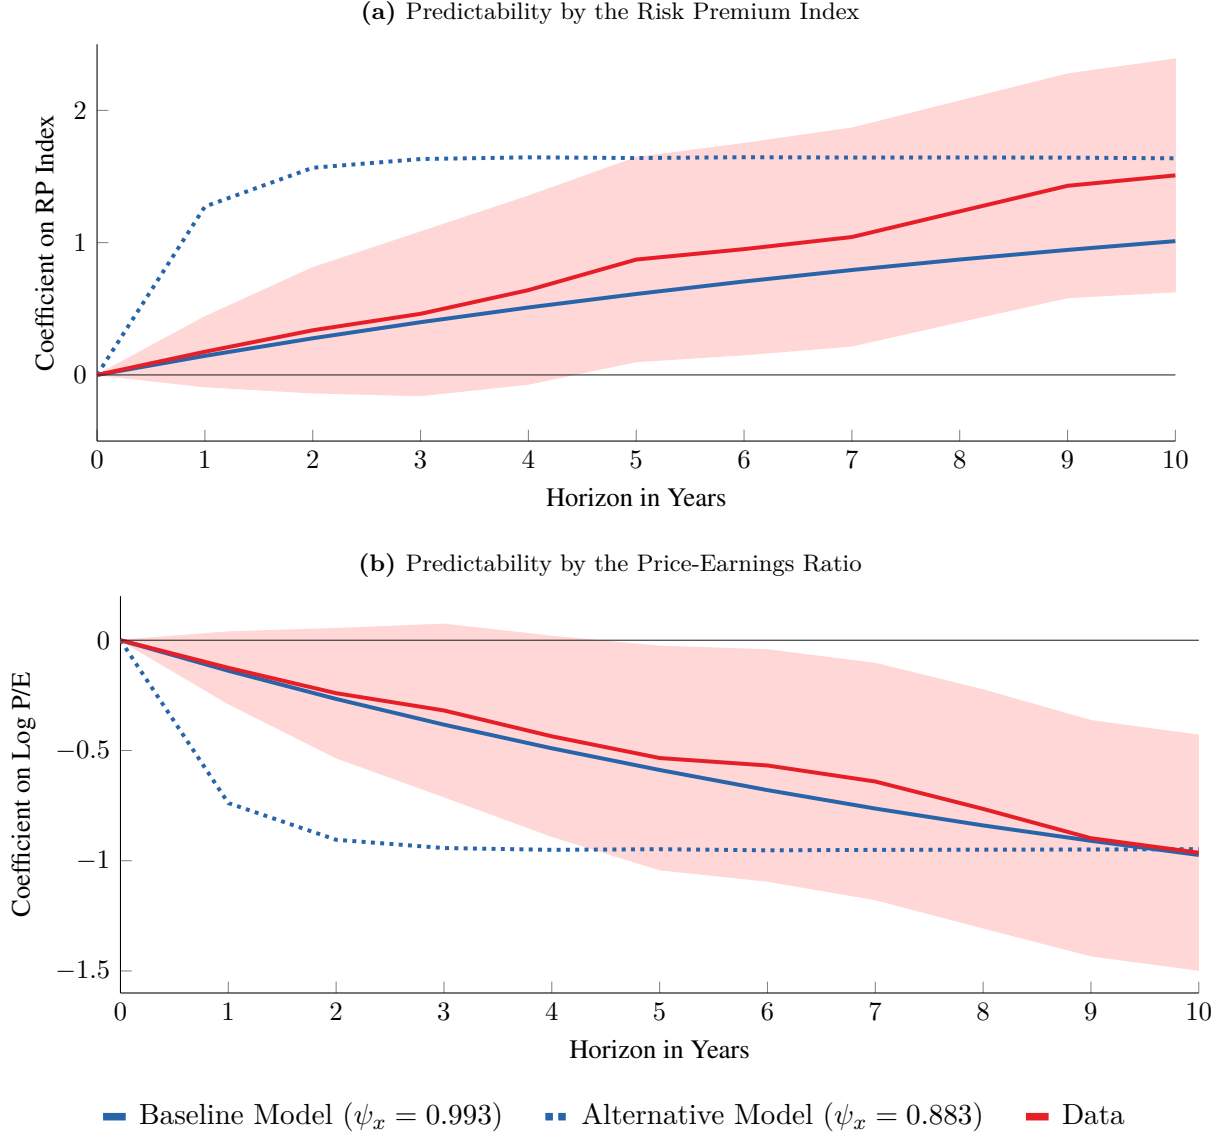 (a) Predictability by the Risk Premium Index
Coefficient on RP Index
2
1
0
0 1 2 3 4 5 6 7 8 9 10
Horizon in Years
(b) Predictability by the Price-Earnings Ratio
Coefficient on Log P/E
0
−0.5
−1
−1.5
0 1 2 3 4 5 6 7 8 9 10
Horizon in Years
Baseline Model (ψₓ = 0.993) Alternative Model (ψₓ = 0.883) Data